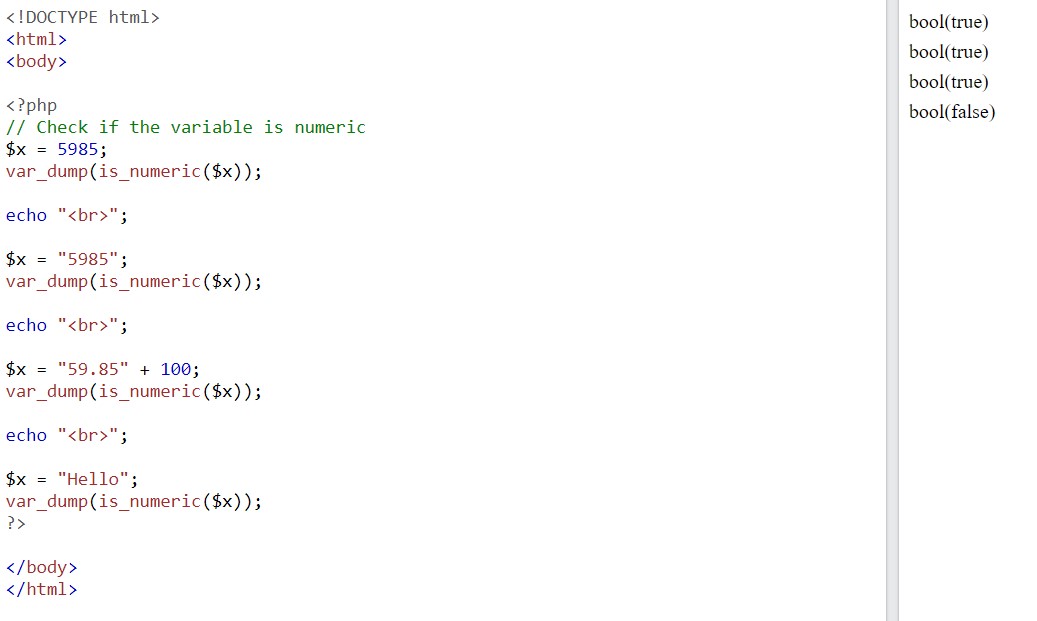 <!DOCTYPE html>
<html>
<body>
<?php
// Check if the variable is numeric
$x = 5985;
var_dump(is_numeric($x));
echo "<br>";
$x = "5985";
var_dump(is_numeric($x));
echo "<br>";
$x = "59.85" + 100;
var_dump(is_numeric($x));
echo "<br>";
$x = "Hello";
var_dump(is_numeric($x));
?>
</body>
</html>
bool(true)
bool(true)
bool(true)
bool(false)